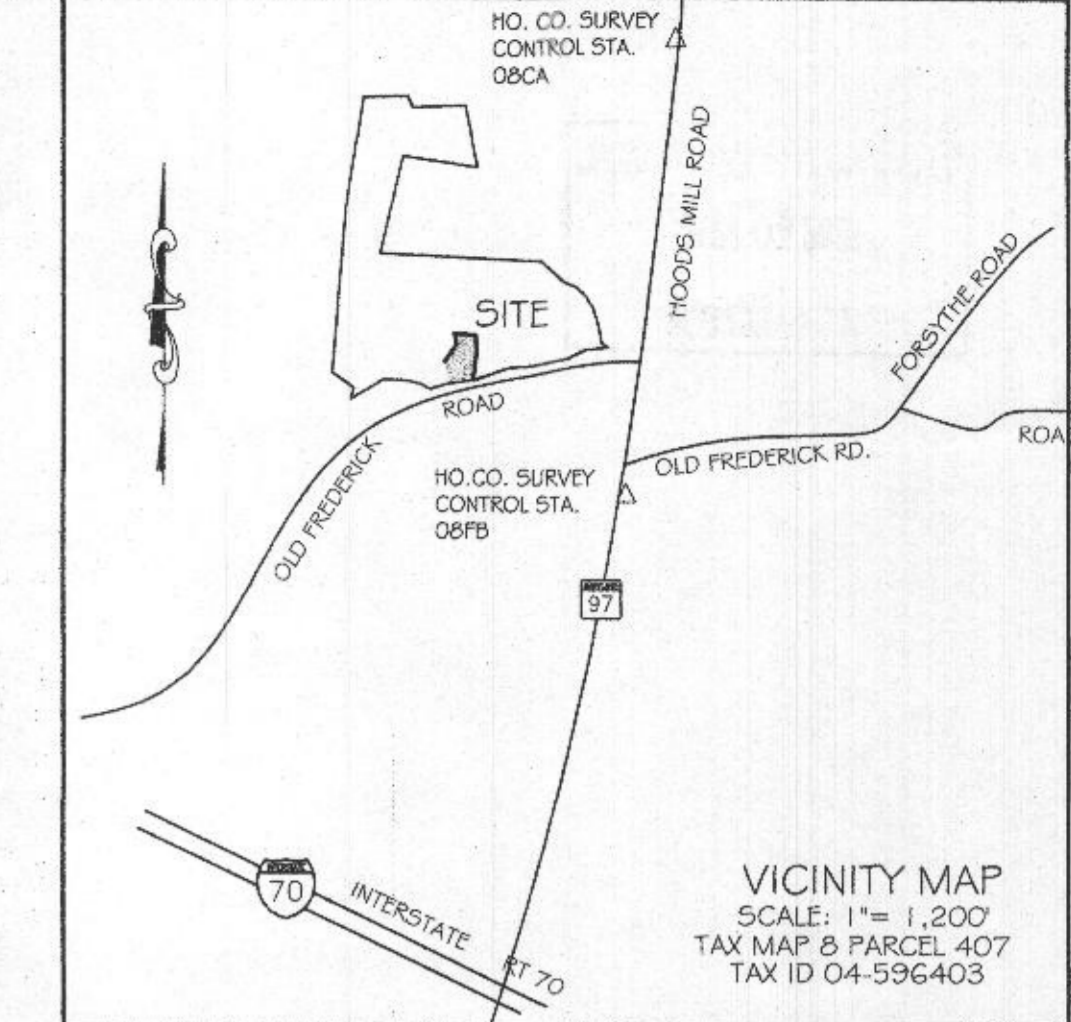 HO. CO. SURVEY
CONTROL STA.
08CA
HOODS MILL ROAD
FORSYTHE ROAD
SITE
ROAD
OLD FREDERICK
OLD FREDERICK RD.
ROA
HO.CO. SURVEY
CONTROL STA.
08FB
97
70
INTERSTATE
RT 70
VICINITY MAP
SCALE: 1"= 1,200'
TAX MAP 8 PARCEL 407
TAX ID 04-596403